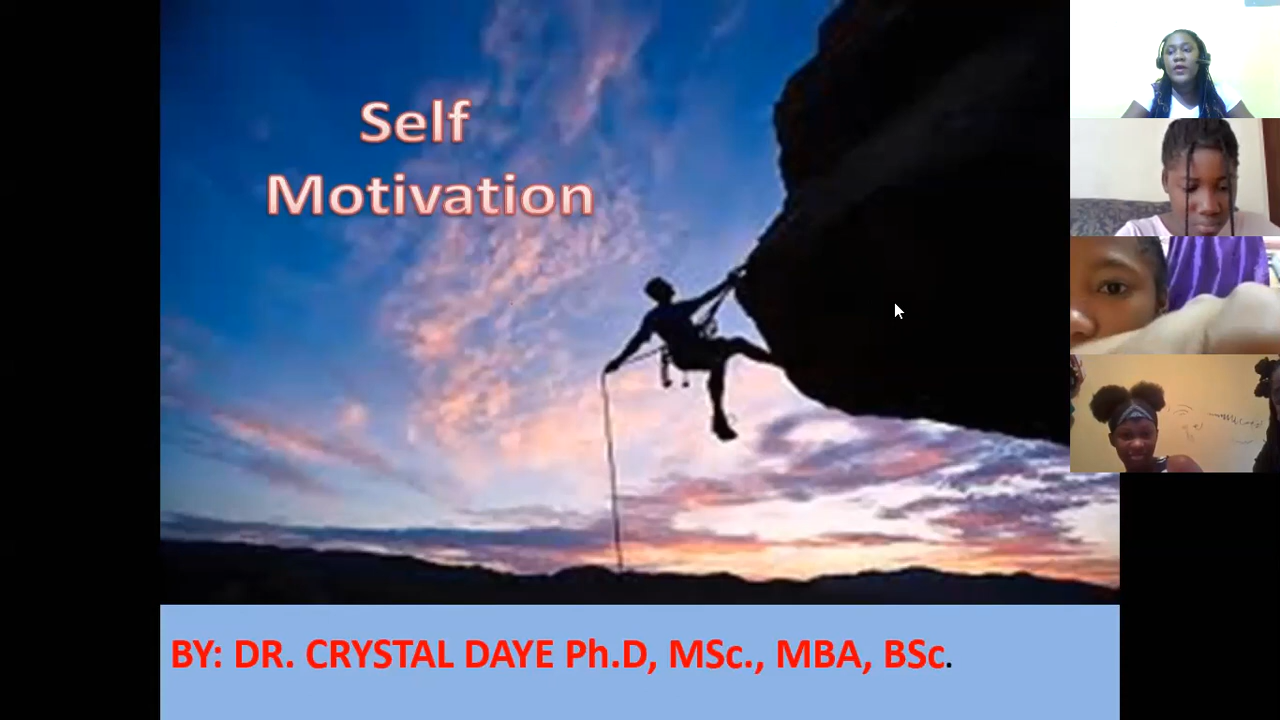 Self
Motivation
BY: DR. CRYSTAL DAYE Ph.D, MSc., MBA, BSc.